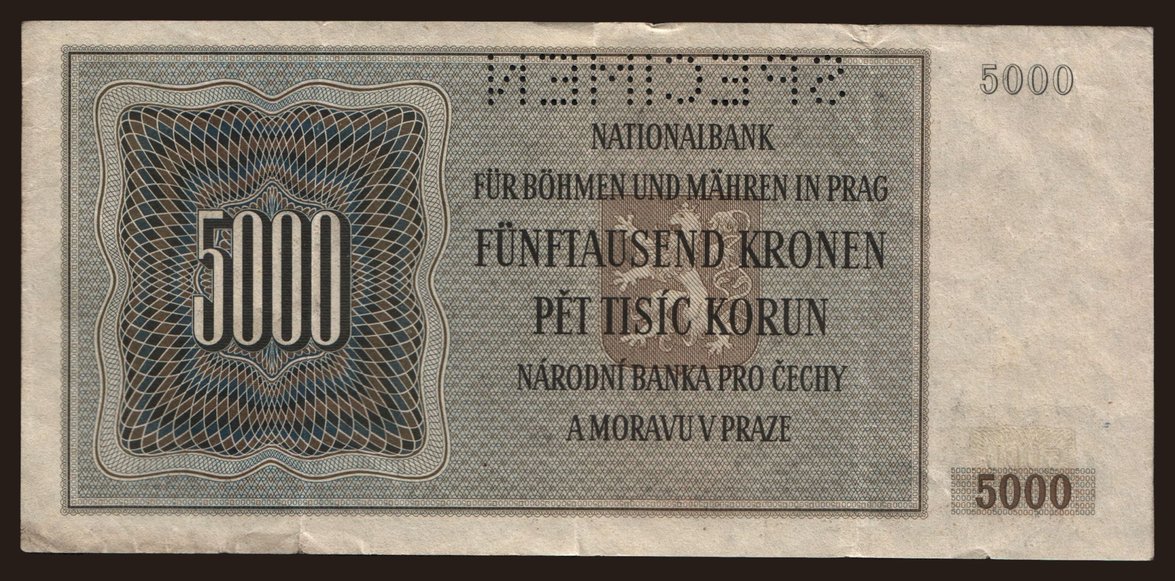 SPECIMEN
5000
NATIONALBANK
FÜR BÖHMEN UND MÄHREN IN PRAG
FÜNFTAUSEND KRONEN
PĚT TISÍC KORUN
NÁRODNÍ BANKA PRO ČECHY
A MORAVU V PRAZE
5000
5000